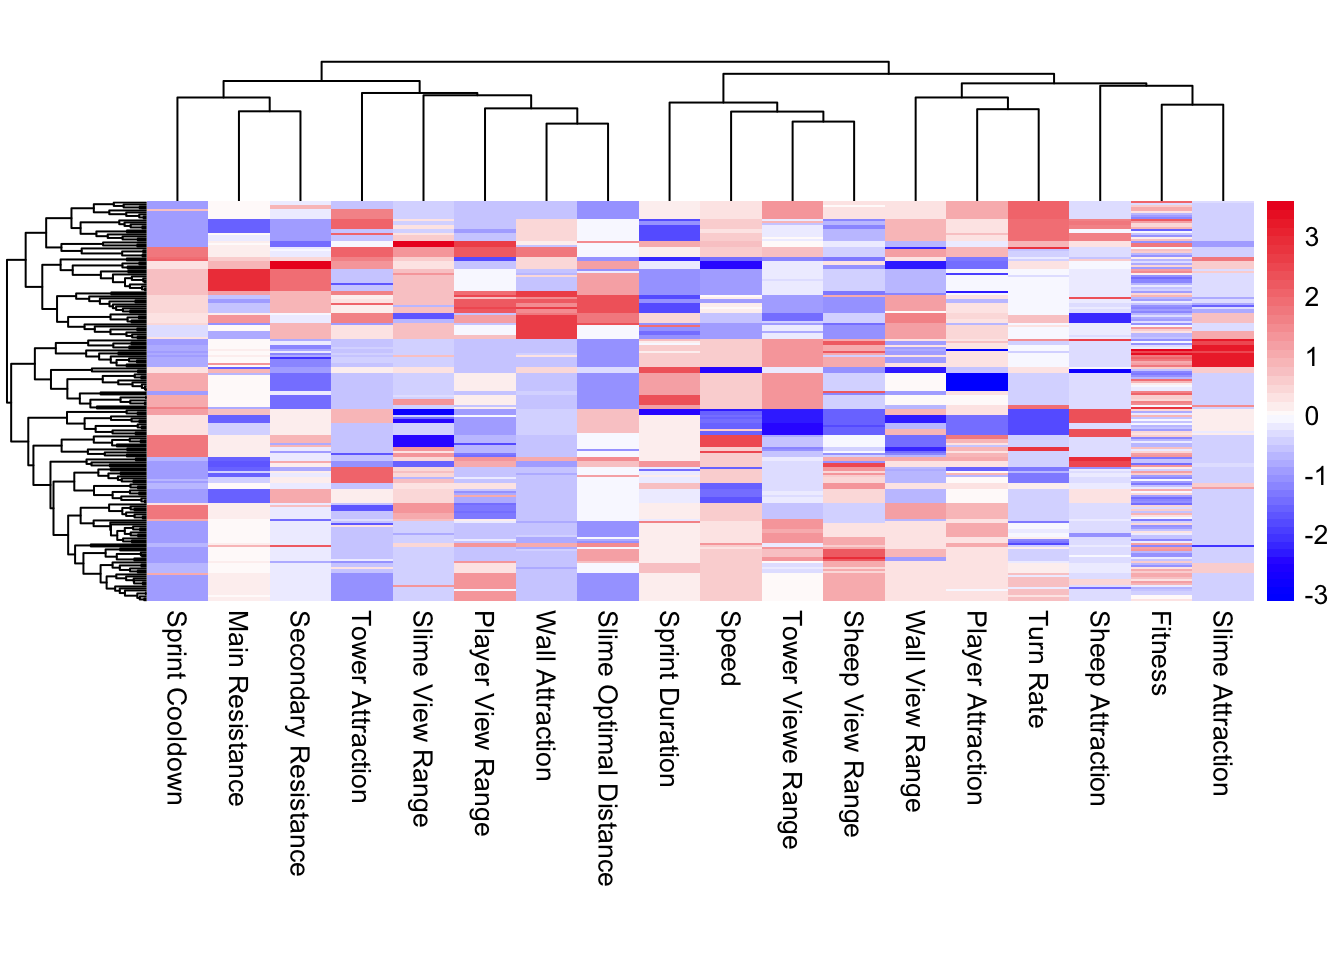 3
2
1
0
-1
-2
-3
Sprint Cooldown
Main Resistance
Secondary Resistance
Tower Attraction
Slime View Range
Player View Range
Wall Attraction
Slime Optimal Distance
Sprint Duration
Speed
Tower Viewe Range
Sheep View Range
Wall View Range
Player Attraction
Turn Rate
Sheep Attraction
Fitness
Slime Attraction